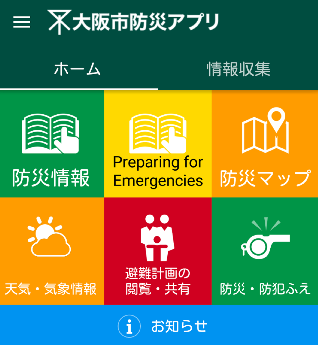 大阪市防災アプリ
ホーム
情報収集
防災情報
Preparing for
Emergencies
防災マップ
天気・気象情報
避難計画の
閲覧・共有
防災・防犯ふえ
お知らせ